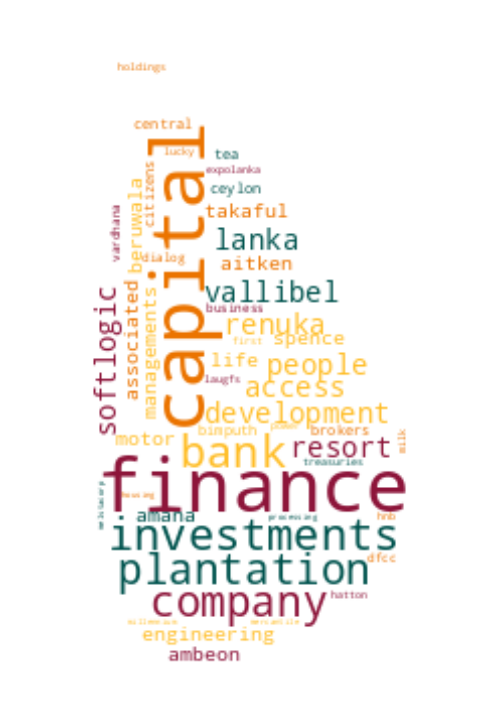 holdings
central
lucky
tea
expolanka
citizens
ceylon
capital
beruwala
vardhana
takaful
lanka
dialog
aitken
associated
managements
softlogic
vallibel
business
renuka
first
spence
life
people
laugfs
access
development
bimputh
power
brokers
motor
bank
resort
milk
treasuries
finance
housing
amana
processing
hnb
investments
dfcc
plantation
company
hatton
mercantile
engineering
ambeon